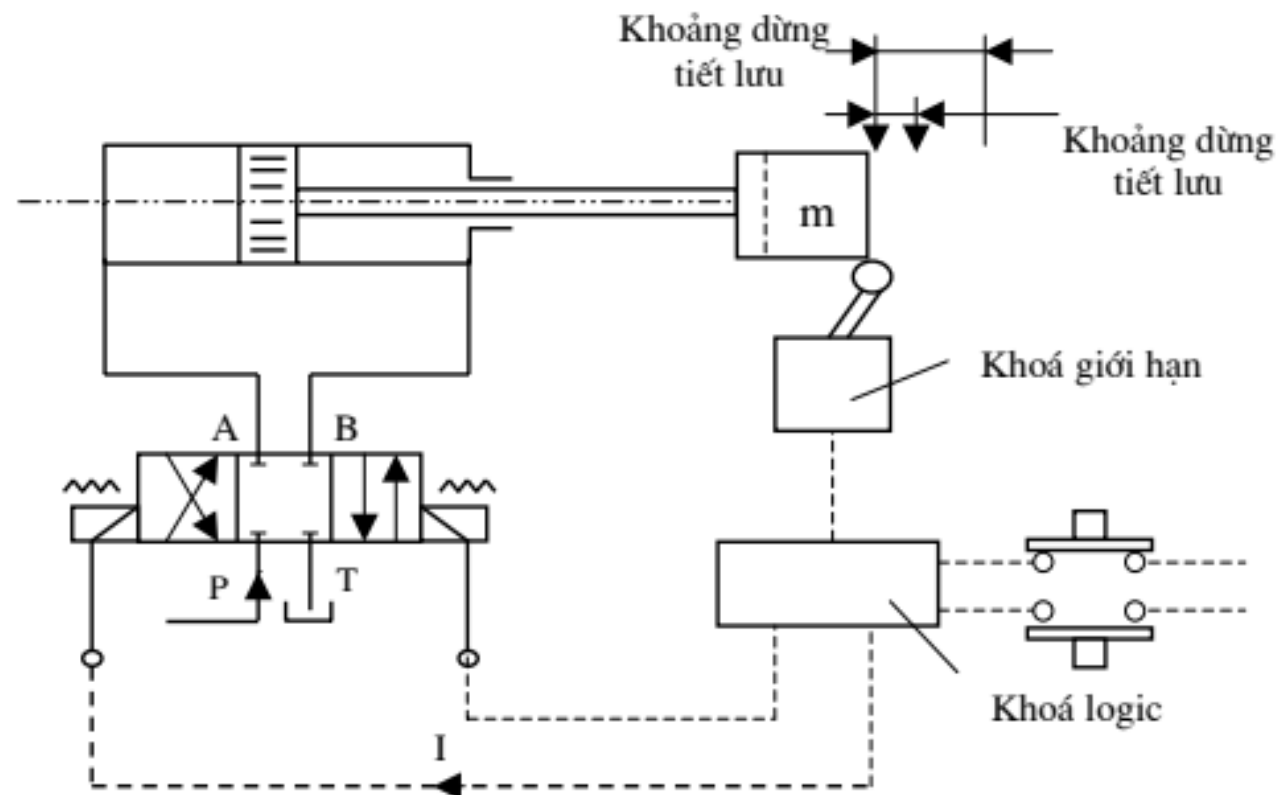 Khoảng dừng
tiết lưu
Khoảng dừng
tiết lưu
m
Khoá giới hạn
A
B
P
T
Khoá logic
I